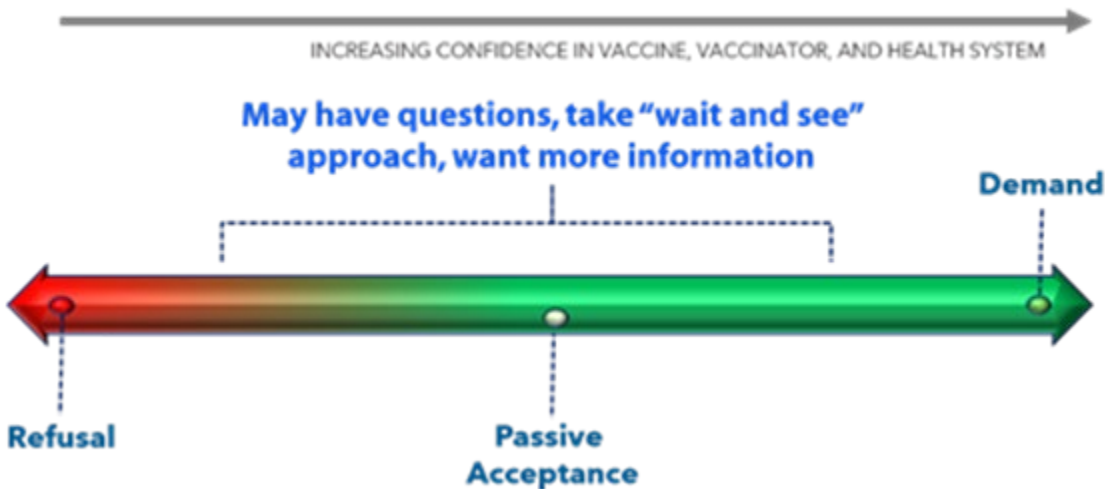 INCREASING CONFIDENCE IN VACCINE, VACCINATOR, AND HEALTH SYSTEM
May have questions, take “wait and see”
approach, want more information
Demand
Refusal
Passive
Acceptance